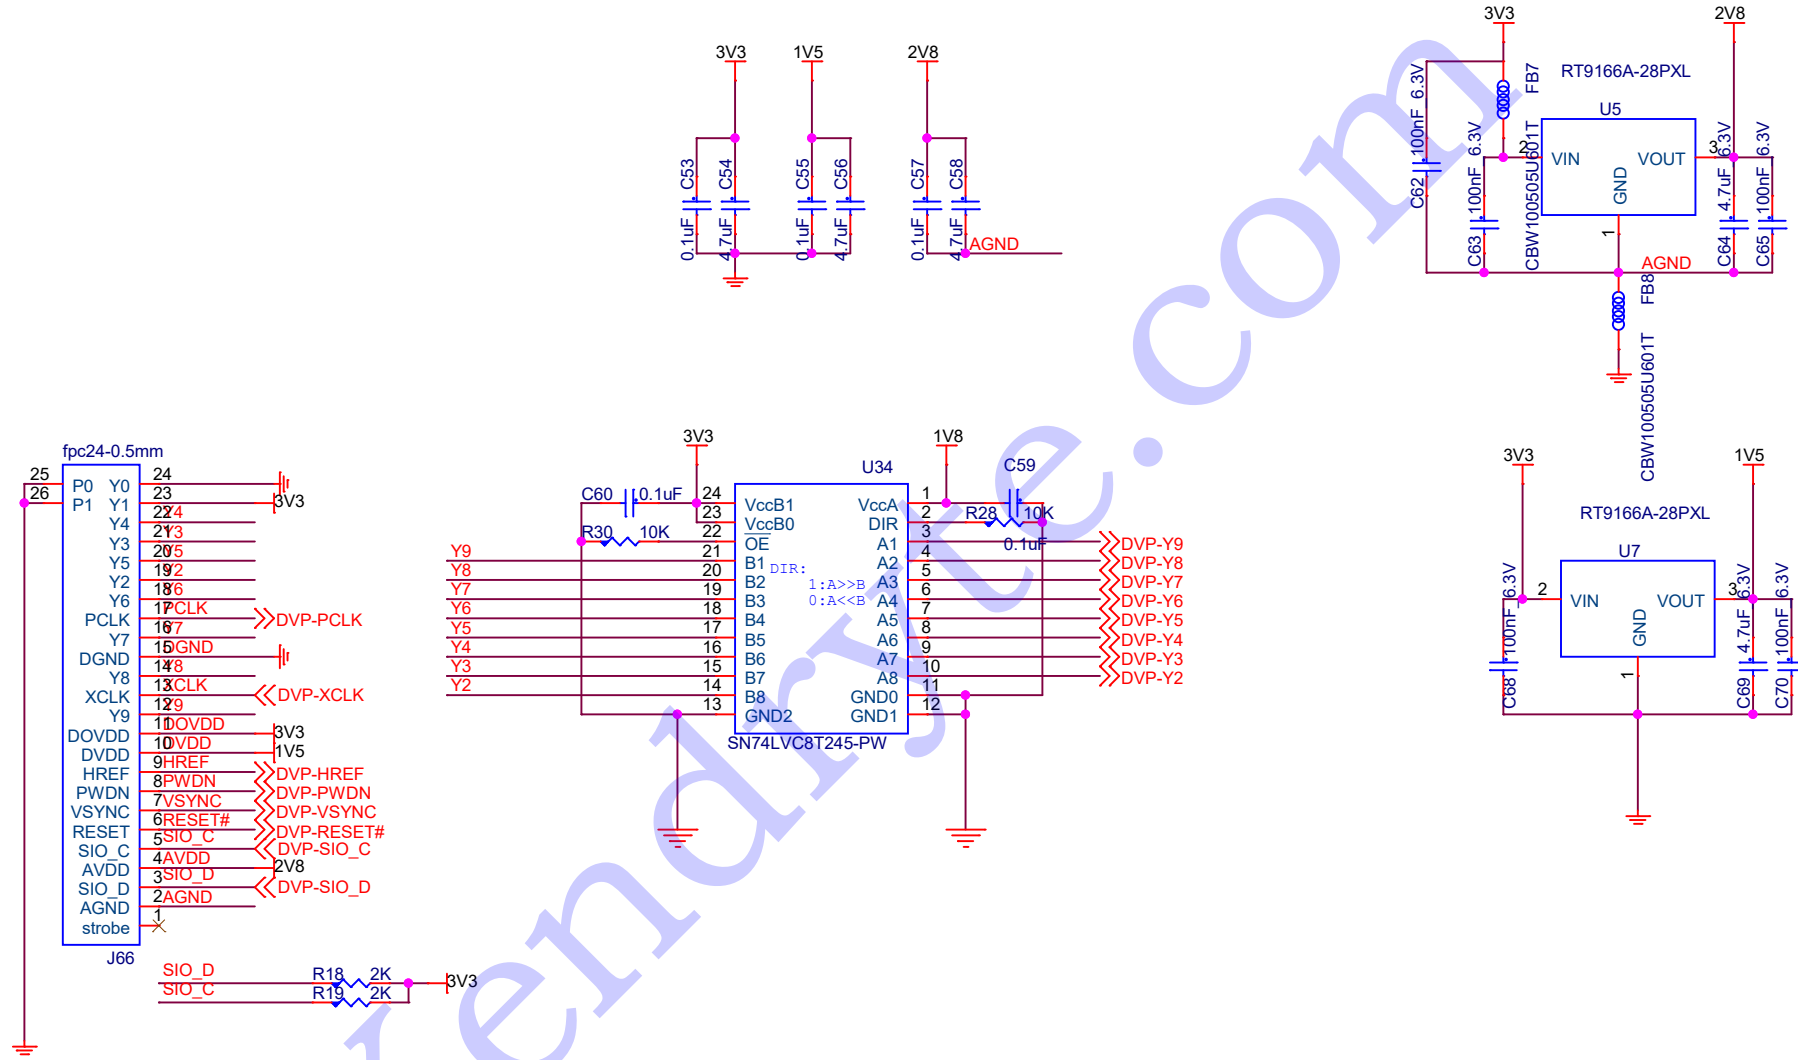 3V3
1V5
2V8
C53
C54
C55
C56
C57
C58
0.1uF
4.7uF
0.1uF
4.7uF
0.1uF
4.7uF
AGND
3V3
2V8
RT9166A-28PXL
U5
FB7
CBW100505U601T
C62 100nF 6.3V
C63 100nF 6.3V
2 VIN
VOUT 3
GND
1
C64 4.7uF 6.3V
C65 100nF 6.3V
AGND
FB8
CBW100505U601T
3V3
1V5
RT9166A-28PXL
U7
2 VIN
VOUT 3
GND
1
C68 100nF 6.3V
C69 4.7uF 6.3V
C70 100nF 6.3V
fpc24-0.5mm
25 P0
26 P1
Y0 24
Y1 23 3V3
Y4 22 Y4
Y3 21 Y3
Y5 20 Y5
Y2 19 Y2
Y6 18 Y6
PCLK 17 PCLK DVP-PCLK
Y7 16 Y7
DGND 15 DGND
Y8 14 Y8
XCLK 13 XCLK DVP-XCLK
Y9 12 Y9
DOVDD 11 DOVDD 3V3
DVDD 10 DVDD 1V5
HREF 9 HREF DVP-HREF
PWDN 8 PWDN DVP-PWDN
VSYNC 7 VSYNC DVP-VSYNC
RESET 6 RESET# DVP-RESET#
SIO_C 5 SIO_C DVP-SIO_C
AVDD 4 AVDD 2V8
SIO_D 3 SIO_D DVP-SIO_D
AGND 2 AGND
strobe 1
J66
SIO_D R18 2K 3V3
SIO_C R19 2K
3V3
1V8
U34
C59
0.1uF
C60 0.1uF
R30 10K
R28 10K
24 VccB1 VccA 1
23 VccB0 DIR 2
22 OE A1 3 DVP-Y9
Y9 21 B1 A2 4 DVP-Y8
Y8 20 B2 A3 5 DVP-Y7
Y7 19 B3 A4 6 DVP-Y6
Y6 18 B4 A5 7 DVP-Y5
Y5 17 B5 A6 8 DVP-Y4
Y4 16 B6 A7 9 DVP-Y3
Y3 15 B7 A8 10 DVP-Y2
Y2 14 B8 GND0 11
13 GND2 GND1 12
DIR:
1:A>>B
0:A<<B
SN74LVC8T245-PW
kendryte.com